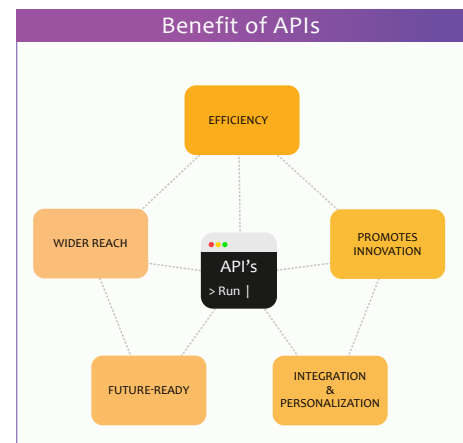 Benefit of APIs
EFFICIENCY
WIDER REACH
PROMOTES
INNOVATION
API's
> Run |
FUTURE-READY
INTEGRATION
&
PERSONALIZATION